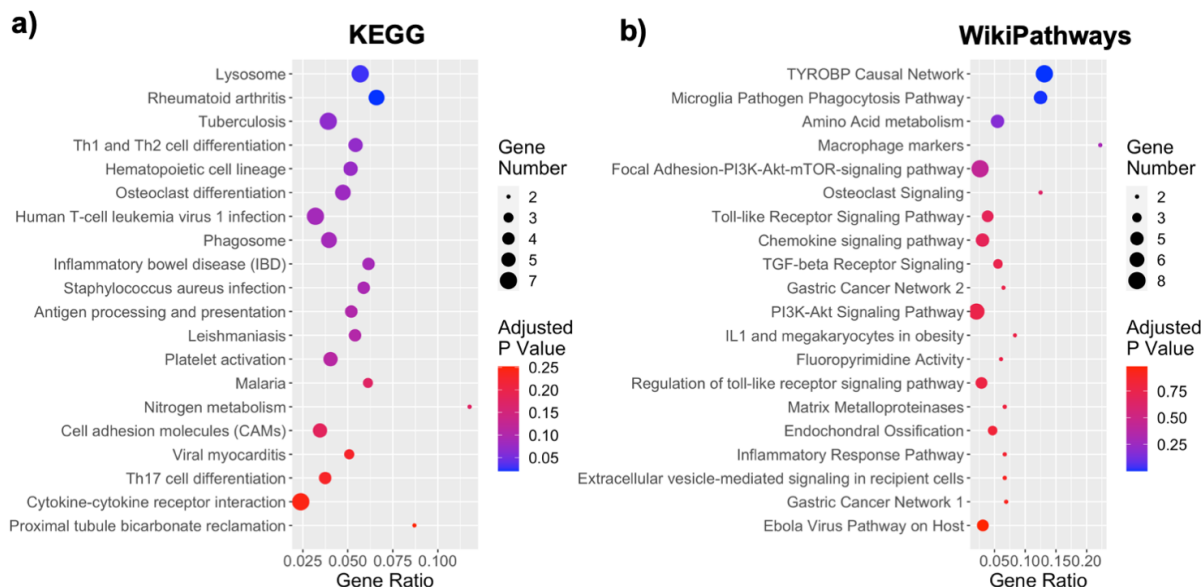 a)
KEGG
Lysosome
Rheumatoid arthritis
Tuberculosis
Th1 and Th2 cell differentiation
Hematopoietic cell lineage
Osteoclast differentiation
Human T-cell leukemia virus 1 infection
Phagosome
Inflammatory bowel disease (IBD)
Staphylococcus aureus infection
Antigen processing and presentation
Leishmaniasis
Platelet activation
Malaria
Nitrogen metabolism
Cell adhesion molecules (CAMs)
Viral myocarditis
Th17 cell differentiation
Cytokine-cytokine receptor interaction
Proximal tubule bicarbonate reclamation
0.025 0.050 0.075 0.100
Gene Ratio
Gene
Number
2
3
4
5
7
Adjusted
P Value
0.25
0.20
0.15
0.10
0.05
b)
WikiPathways
TYROBP Causal Network
Microglia Pathogen Phagocytosis Pathway
Amino Acid metabolism
Macrophage markers
Focal Adhesion-PI3K-Akt-mTOR-signaling pathway
Osteoclast Signaling
Toll-like Receptor Signaling Pathway
Chemokine signaling pathway
TGF-beta Receptor Signaling
Gastric Cancer Network 2
PI3K-Akt Signaling Pathway
IL1 and megakaryocytes in obesity
Fluoropyrimidine Activity
Regulation of toll-like receptor signaling pathway
Matrix Metalloproteinases
Endochondral Ossification
Inflammatory Response Pathway
Extracellular vesicle-mediated signaling in recipient cells
Gastric Cancer Network 1
Ebola Virus Pathway on Host
0.05 0.10 0.15 0.20
Gene Ratio
Gene
Number
2
3
5
6
8
Adjusted
P Value
0.75
0.50
0.25